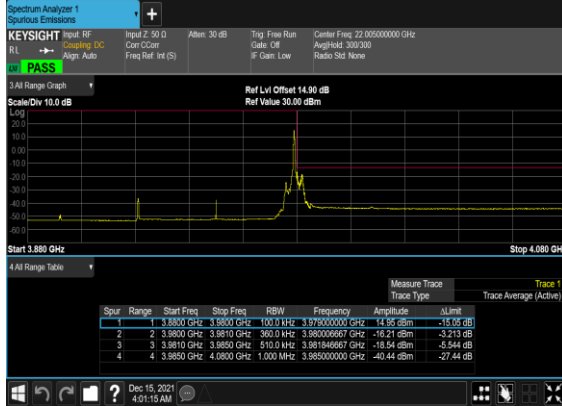 Spectrum Analyzer 1
Spurious Emissions
+
KEYSIGHT Input: RF Input Z: 50 Ω Atten: 30 dB Trig: Free Run Center Freq: 22.005000000 GHz
RL Coupling: DC Corr CCorr Gate: Off Avg|Hold: 300/300
Align: Auto Freq Ref: Int (S) IF Gain: Low Radio Std: None
PASS
3 All Range Graph Ref Lvl Offset 14.90 dB
Scale/Div 10.0 dB Ref Value 30.00 dBm
Log
20.0
10.0
0.00
-10.0
-20.0
-30.0
-40.0
-50.0
-60.0
Start 3.880 GHz Stop 4.080 GH
4 All Range Table
Measure Trace Trace 1
Trace Type Trace Average (Active)
Spur Range Start Freq Stop Freq RBW Frequency Amplitude ΔLimit
1 1 3.8800 GHz 3.9800 GHz 100.0 kHz 3.979000000 GHz 14.95 dBm -15.05 dB
2 2 3.9800 GHz 3.9810 GHz 360.0 kHz 3.980006667 GHz -16.21 dBm -3.213 dB
3 3 3.9810 GHz 3.9850 GHz 510.0 kHz 3.981846667 GHz -18.54 dBm -5.544 dB
4 4 3.9850 GHz 4.0800 GHz 1.000 MHz 3.985000000 GHz -40.44 dBm -27.44 dB
? Dec 15, 2021
4:01:15 AM